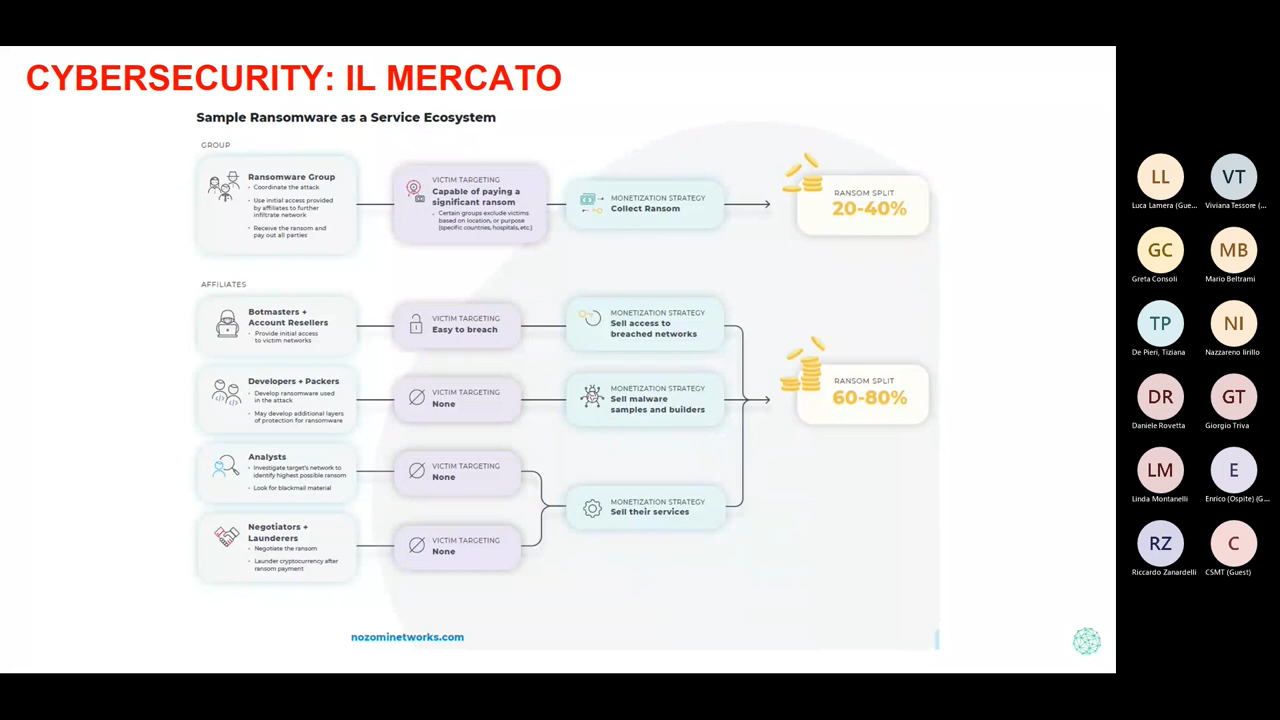 CYBERSECURITY: IL MERCATO
Sample Ransomware as a Service Ecosystem
GROUP
Ransomware Group
• Coordinate the attack
• Use initial access provided
by affiliates to further
infiltrate network
• Receive the ransom and
pay out all parties
VICTIM TARGETING
Capable of paying a
significant ransom
• Certain groups exclude victims
based on location, or purpose
(specific countries, hospitals, etc.)
MONETIZATION STRATEGY
Collect Ransom
RANSOM SPLIT
20-40%
AFFILIATES
Botmasters +
Account Resellers
• Provide initial access
to victim networks
VICTIM TARGETING
Easy to breach
MONETIZATION STRATEGY
Sell access to
breached networks
Developers + Packers
• Develop ransomware used
in the attack
• May develop additional layers
of protection for ransomware
VICTIM TARGETING
None
MONETIZATION STRATEGY
Sell malware
samples and builders
RANSOM SPLIT
60-80%
Analysts
• Investigate target's network to
identify highest possible ransom
• Look for blackmail material
VICTIM TARGETING
None
MONETIZATION STRATEGY
Sell their services
Negotiators +
Launderers
• Negotiate the ransom
• Launder cryptocurrency after
ransom payment
VICTIM TARGETING
None
nozominetworks.com
LL
VT
Luca Lamera (Gue...
Viviana Tessore (...
GC
MB
Greta Consoli
Mario Beltrami
TP
NI
De Pieri, Tiziana
Nazzareno Iirillo
DR
GT
Daniele Rovetta
Giorgio Triva
LM
E
Linda Montanelli
Enrico (Ospite) (G...
RZ
C
Riccardo Zanardelli
CSMT (Guest)